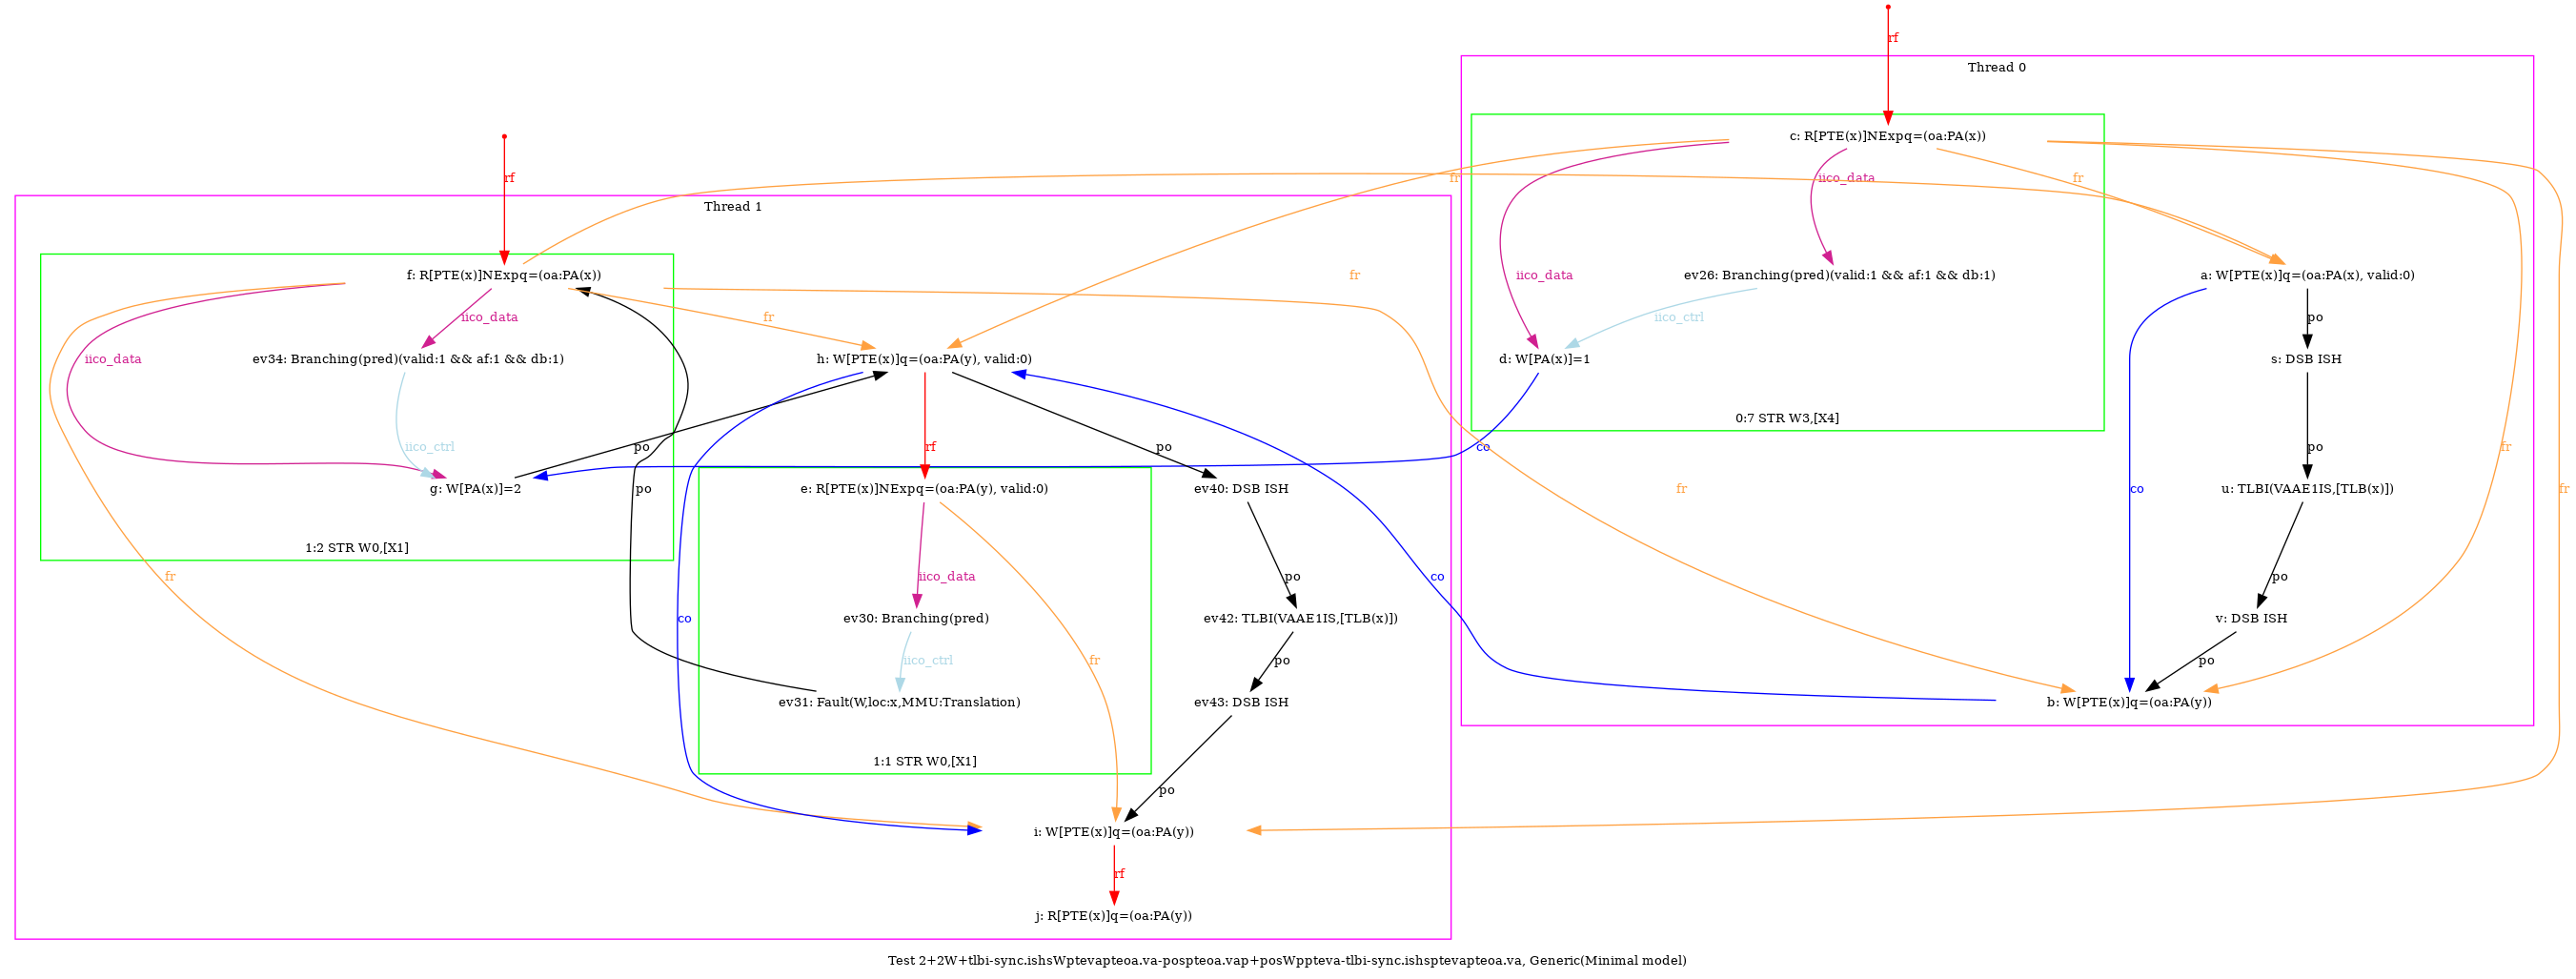 rf
Thread 0
c: R[PTE(x)]NExpq=(oa:PA(x))
rf
fr
iico_data
fr
Thread 1
f: R[PTE(x)]NExpq=(oa:PA(x))
fr
iico_data
ev26: Branching(pred)(valid:1 && af:1 && db:1)
a: W[PTE(x)]q=(oa:PA(x), valid:0)
iico_data
fr
iico_ctrl
po
iico_data
ev34: Branching(pred)(valid:1 && af:1 && db:1)
h: W[PTE(x)]q=(oa:PA(y), valid:0)
d: W[PA(x)]=1
s: DSB ISH
0:7 STR W3,[X4]
iico_ctrl
po
rf
po
co
po
fr
g: W[PA(x)]=2
po
e: R[PTE(x)]NExpq=(oa:PA(y), valid:0)
ev40: DSB ISH
fr
co
u: TLBI(VAAE1IS,[TLB(x)])
fr
1:2 STR W0,[X1]
fr
iico_data
po
co
po
co
ev30: Branching(pred)
ev42: TLBI(VAAE1IS,[TLB(x)])
v: DSB ISH
iico_ctrl
fr
po
po
ev31: Fault(W,loc:x,MMU:Translation)
ev43: DSB ISH
b: W[PTE(x)]q=(oa:PA(y))
1:1 STR W0,[X1]
po
i: W[PTE(x)]q=(oa:PA(y))
rf
j: R[PTE(x)]q=(oa:PA(y))
Test 2+2W+tlbi-sync.ishsWptevapteoa.va-pospteoa.vap+posWppteva-tlbi-sync.ishsptevapteoa.va, Generic(Minimal model)